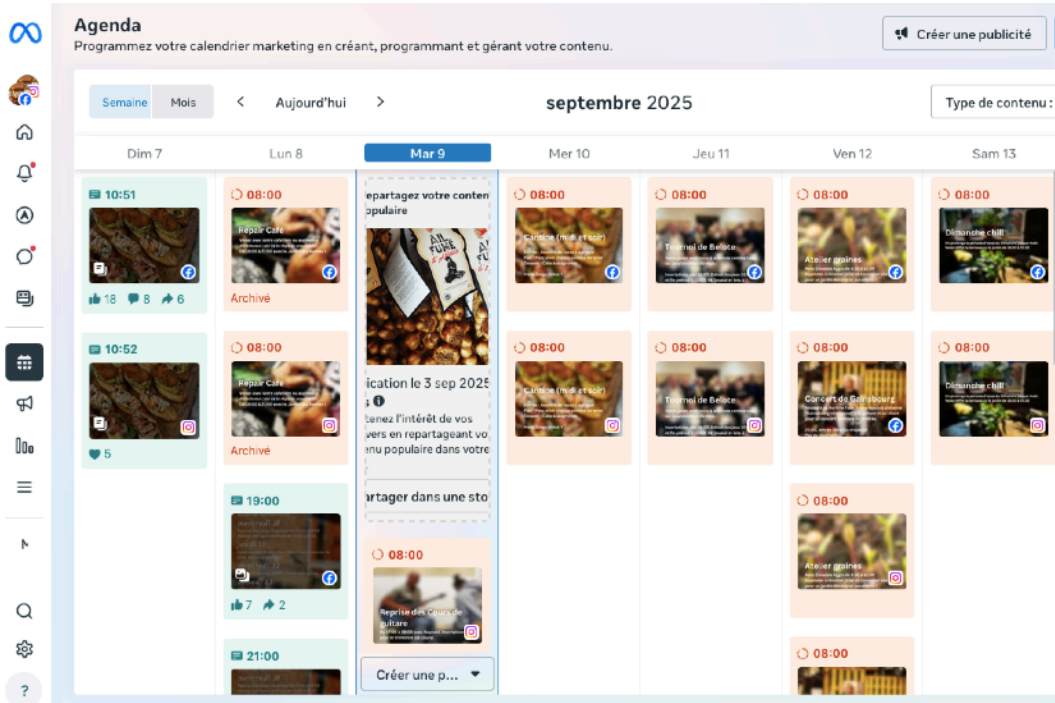 Agenda
Programmez votre calendrier marketing en créant, programmant et gérant votre contenu.
Créer une publicité
Semaine
Mois
Aujourd'hui
septembre 2025
Type de contenu :
Dim 7
Lun 8
Mar 9
Mer 10
Jeu 11
Ven 12
Sam 13
10:51
18
8
6
10:52
5
08:00
Repair Café
Archivé
08:00
Repair Café
Archivé
19:00
7
2
21:00
epartagez votre conten
opulaire
AIL
FUMÉ
ication le 3 sep 2025
s
tenez l'intérêt de vos
vers en repartageant vo
enu populaire dans votre
artager dans une sto
08:00
Reprise des Cours de
guitare
Créer une p...
08:00
Cantine (midi et soir)
08:00
Cantine (midi et soir)
08:00
Tournoi de Belote
08:00
Tournoi de Belote
08:00
Atelier graines
08:00
Concert de Gainsbourg
08:00
Atelier graines
08:00
08:00
Dimanche chill
08:00
Dimanche chill
?